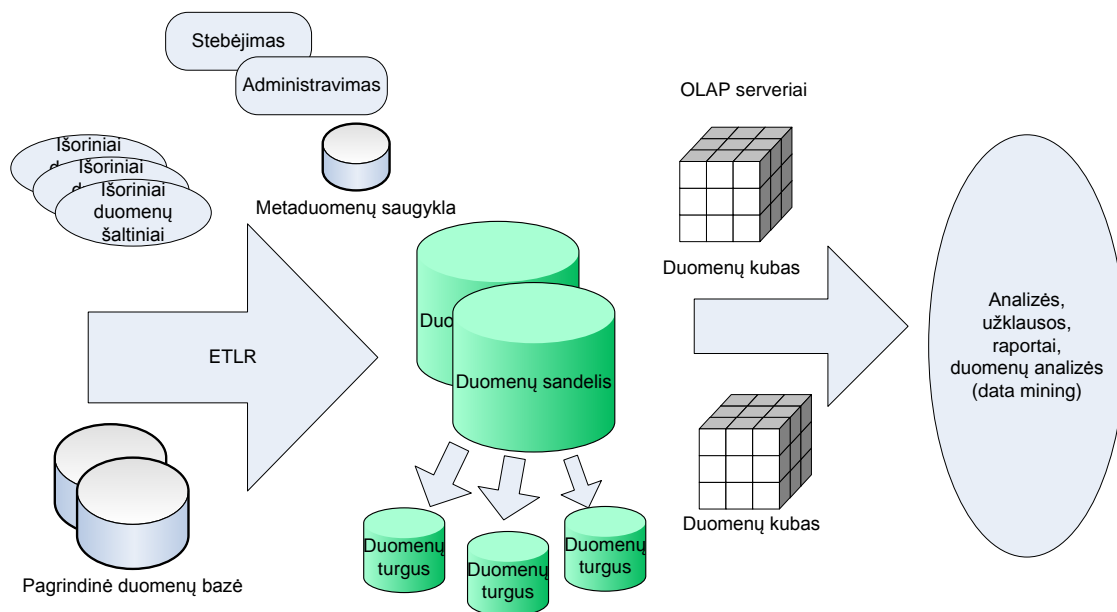 Stebėjimas
Administravimas
OLAP serveriai
Išoriniai
Išoriniai
Išoriniai
duomenų
šaltiniai
Metaduomenų saugykla
Duomenų kubas
ETLR
Duo
Duomenų sandelis
Analizės,
užklausos,
raportai,
duomenų analizės
(data mining)
Duomenų kubas
Duomenų
turgus
Duomenų
turgus
Duomenų
turgus
Pagrindinė duomenų bazė